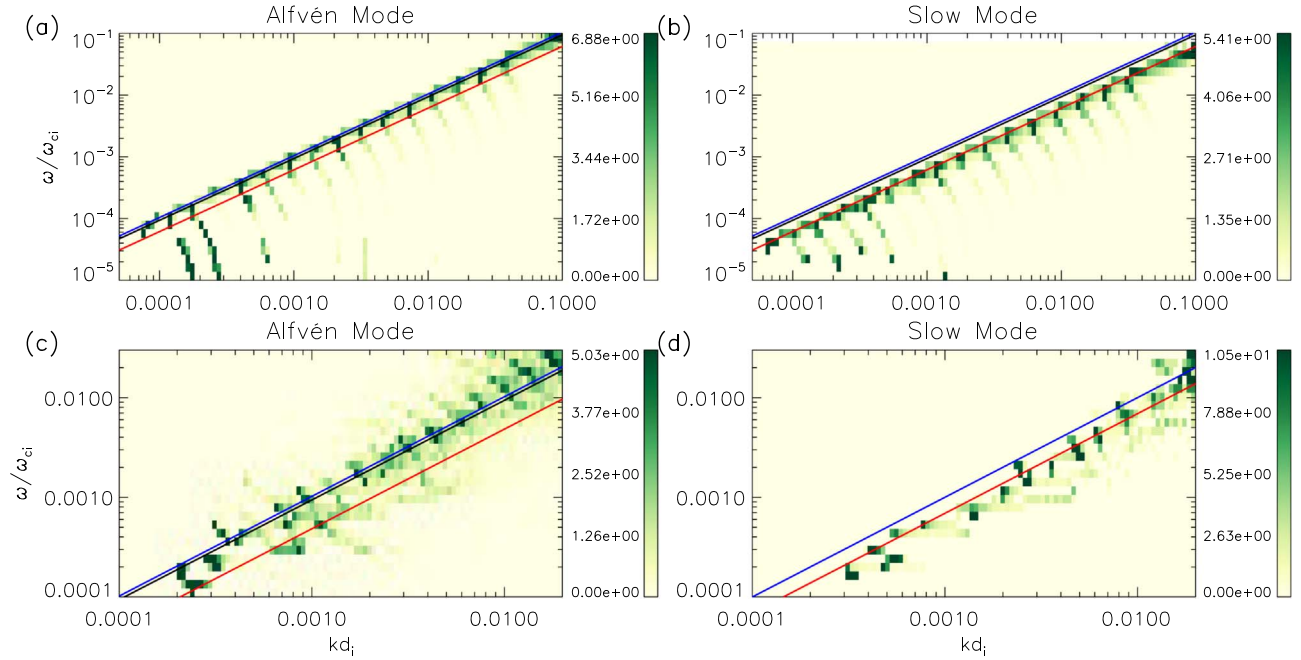 Alfvén Mode
Slow Mode
(a)
(b)
10⁻¹
10⁻²
10⁻³
10⁻⁴
10⁻⁵
ω/ω_ci
0.0001
0.0010
0.0100
0.1000
6.88e+00
5.16e+00
3.44e+00
1.72e+00
0.00e+00
10⁻¹
10⁻²
10⁻³
10⁻⁴
10⁻⁵
0.0001
0.0010
0.0100
0.1000
5.41e+00
4.06e+00
2.71e+00
1.35e+00
0.00e+00
Alfvén Mode
Slow Mode
(c)
(d)
0.0100
0.0010
0.0001
ω/ω_ci
0.0001
0.0010
0.0100
kd_i
5.03e+00
3.77e+00
2.52e+00
1.26e+00
0.00e+00
0.0100
0.0010
0.0001
0.0001
0.0010
0.0100
kd_i
1.05e+01
7.88e+00
5.25e+00
2.63e+00
0.00e+00